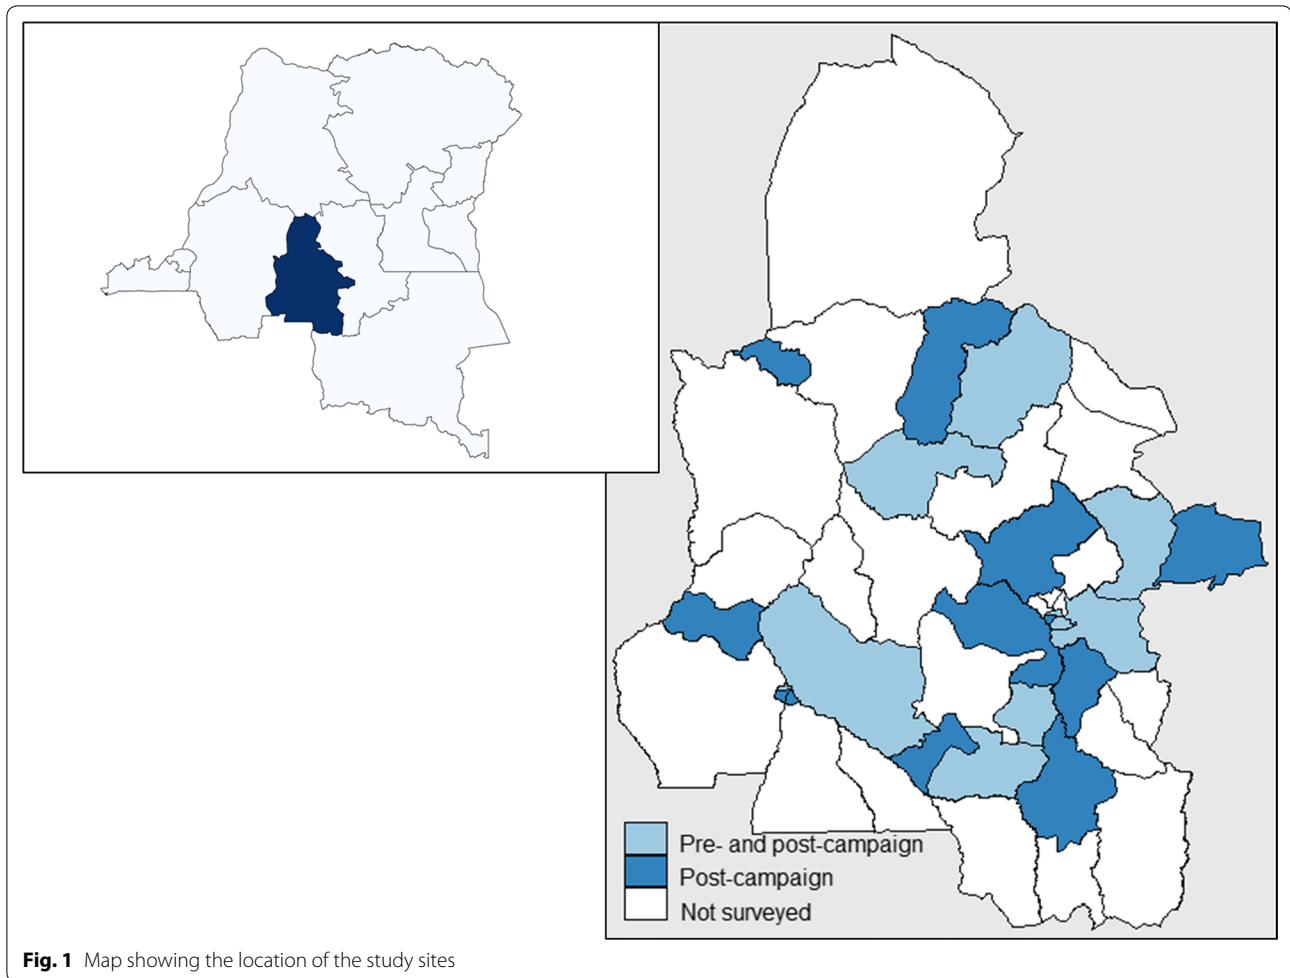 Pre- and post-campaign
Post-campaign
Not surveyed
Fig. 1 Map showing the location of the study sites